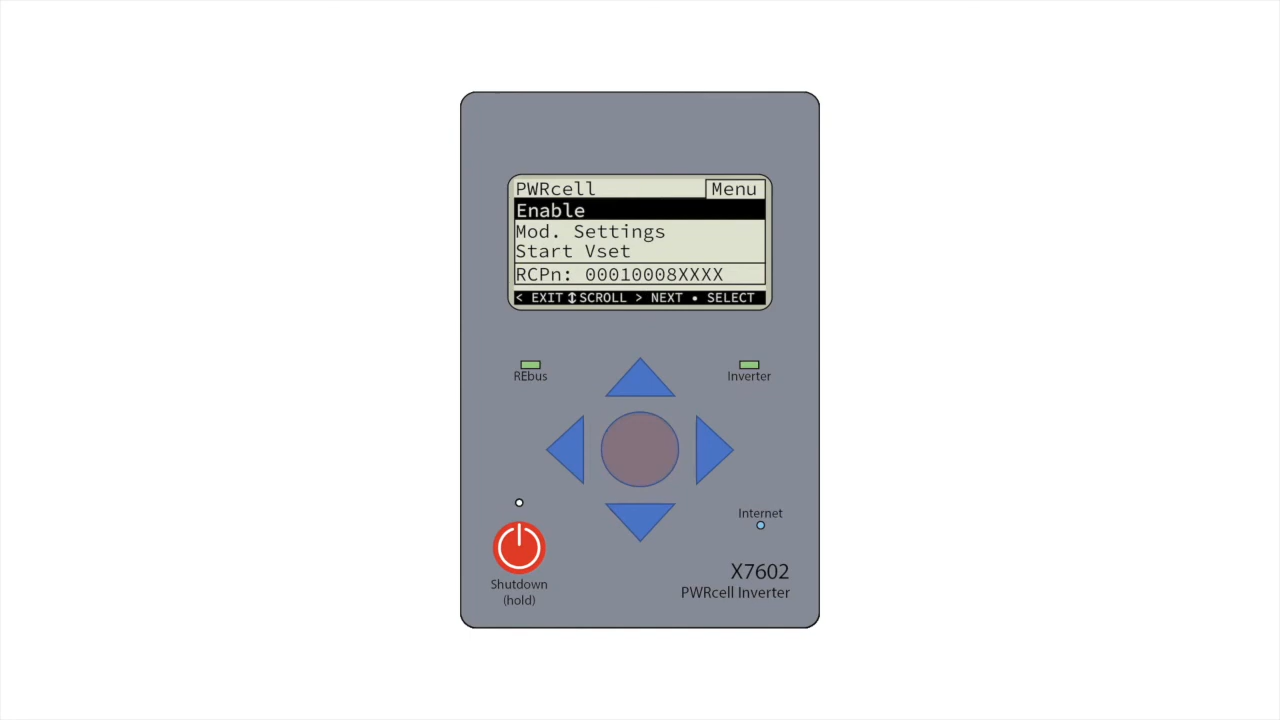 PWRcell Menu
Enable
Mod. Settings
Start Vset
RCPn: 00010008XXXX
< EXIT ↕ SCROLL > NEXT • SELECT
REbus
Inverter
Internet
Shutdown
(hold)
X7602
PWRcell Inverter